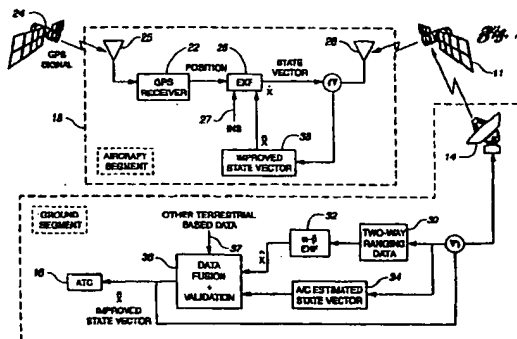 24
GPS
SIGNAL
25
22
POSITION
26
STATE
VECTOR
28
11
GPS
RECEIVER
EKF
27
INS
18
38
IMPROVED
STATE VECTOR
AIRCRAFT
SEGMENT
14
GROUND
SEGMENT
OTHER TERRESTRIAL
BASED DATA
37
32
30
α-β
EKF
TWO-WAY
RANGING
DATA
36
DATA
FUSION
+
VALIDATION
34
A/C ESTIMATED
STATE VECTOR
16
ATC
IMPROVED
STATE VECTOR